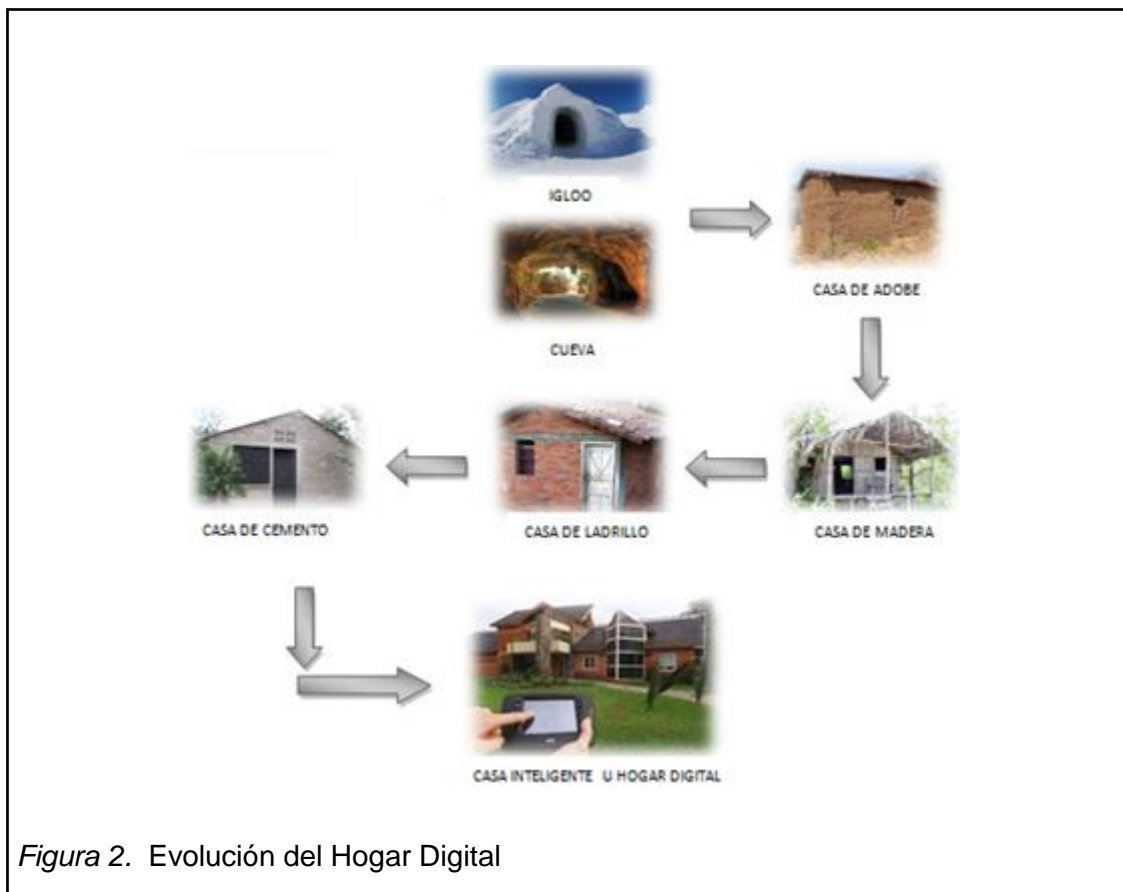 IGLOO
CUEVA
CASA DE ADOBE
CASA DE MADERA
CASA DE LADRILLO
CASA DE CEMENTO
CASA INTELIGENTE U HOGAR DIGITAL
Figura 2. Evolución del Hogar Digital